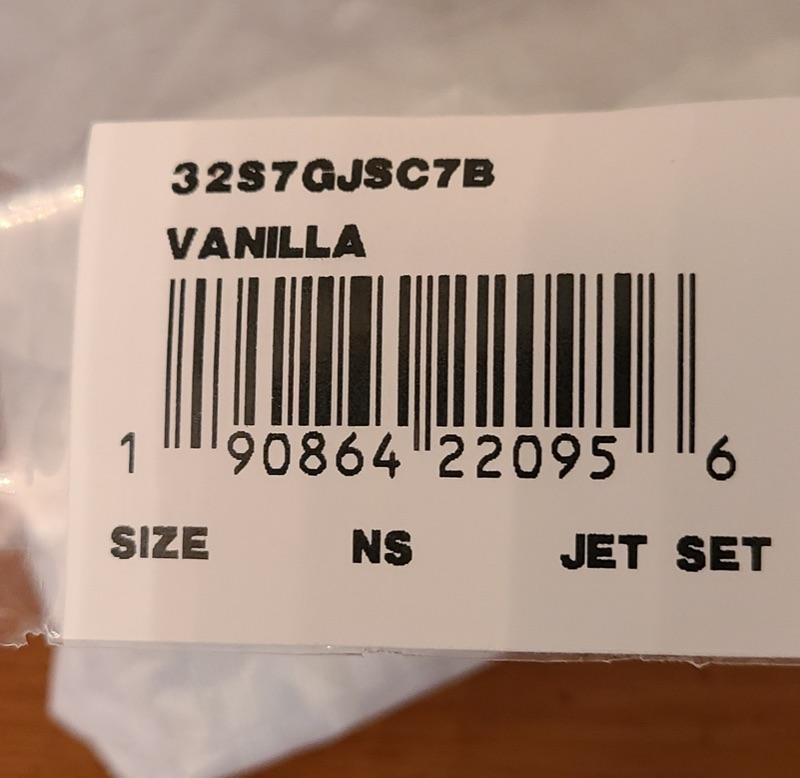 32S7GJSC7B
VANILLA
1 90864 22095 6
SIZE NS JET SET